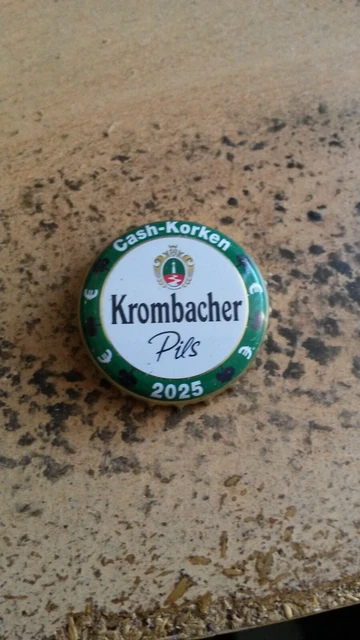 Cash-Korken
Krombacher
Pils
€ € € €
2025